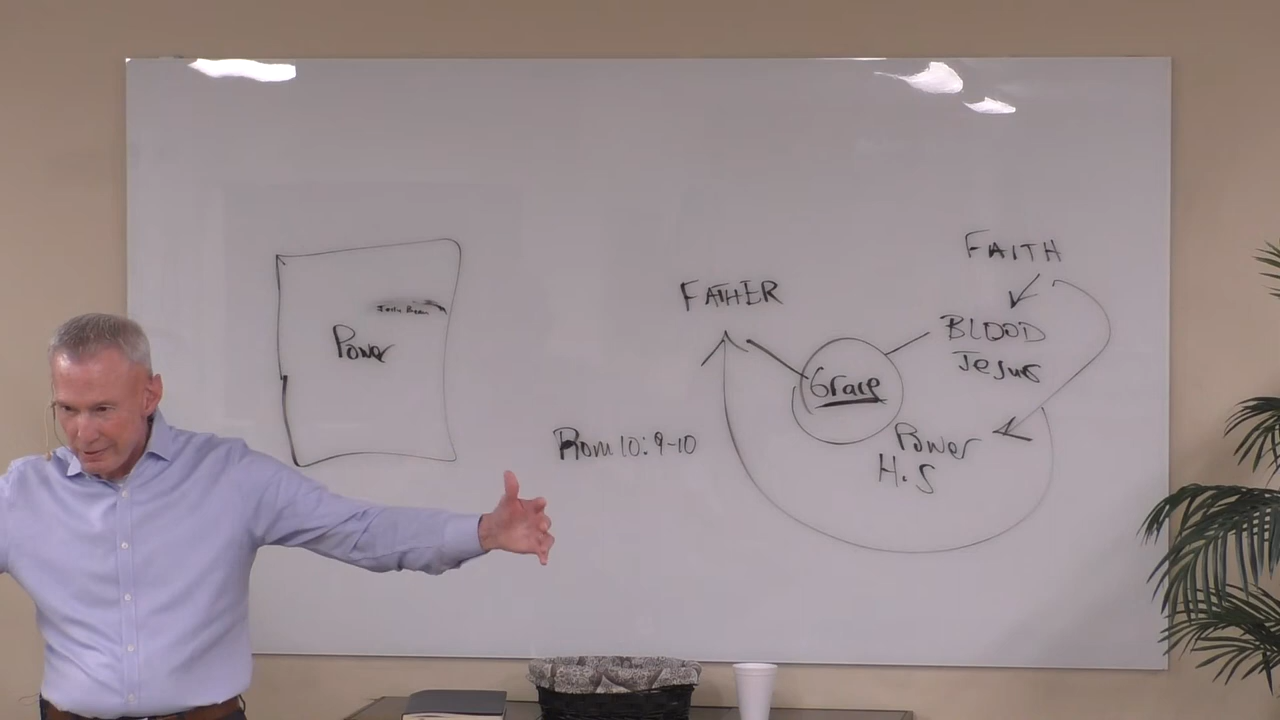 Power
Rom 10:9-10
FATHER
Grace
FAITH
BLOOD
Jesus
Power
H.S